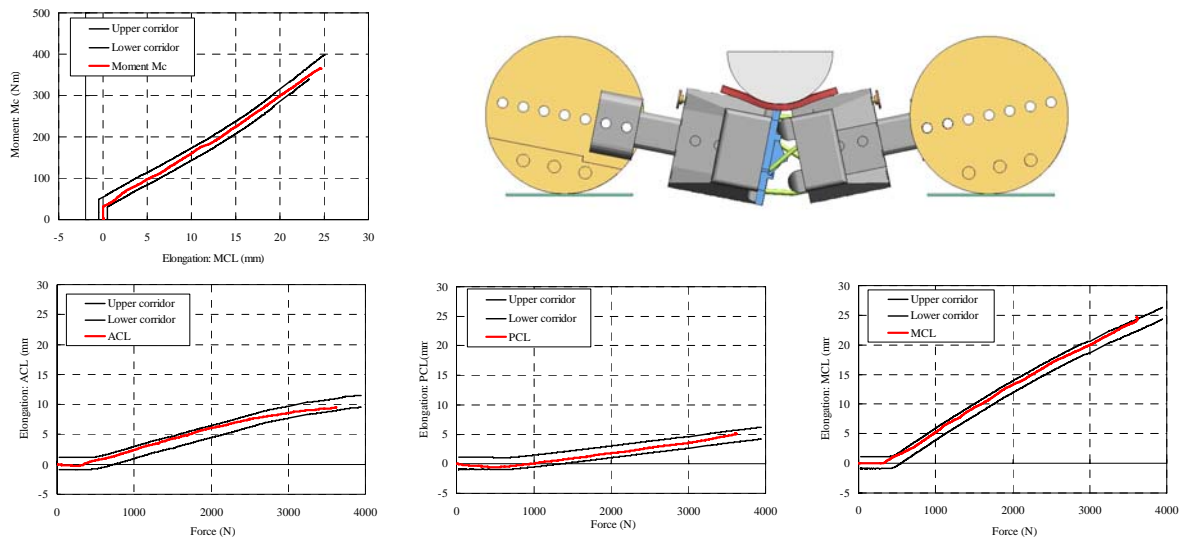 500
400
300
200
100
0
Moment: Mc (Nm)
Upper corridor
Lower corridor
Moment Mc
-5
0
5
10
15
20
25
30
Elongation: MCL (mm)
30
25
20
15
10
5
0
-5
Elongation: ACL (mm
Upper corridor
Lower corridor
ACL
0
1000
2000
3000
4000
Force (N)
30
25
20
15
10
5
0
-5
Elongation: PCL(mm
Upper corridor
Lower corridor
PCL
0
1000
2000
3000
4000
Force (N)
30
25
20
15
10
5
0
-5
Elongation: MCL (mm
Upper corridor
Lower corridor
MCL
0
1000
2000
3000
4000
Force (N)